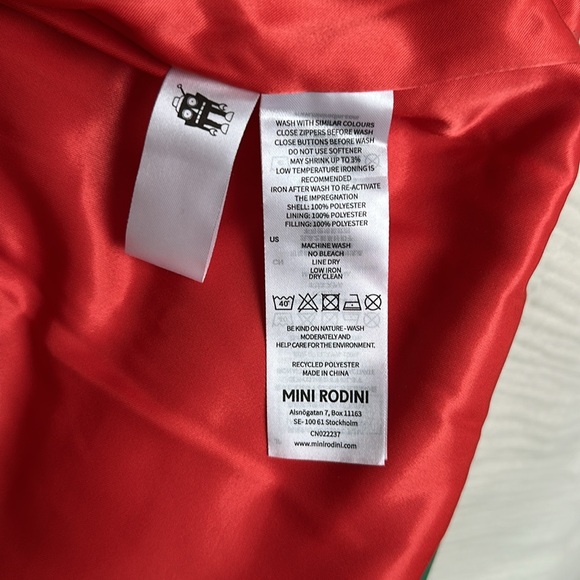 WASH WITH SIMILAR COLOURS
CLOSE ZIPPERS BEFORE WASH
CLOSE BUTTONS BEFORE WASH
DO NOT USE SOFTENER
MAY SHRINK UP TO 3%
LOW TEMPERATURE IRONING IS
RECOMMENDED
IRON AFTER WASH TO RE-ACTIVATE
THE IMPREGNATION
SHELL: 100% POLYESTER
LINING: 100% POLYESTER
FILLING: 100% POLYESTER
US
MACHINE WASH
NO BLEACH
CH
LINE DRY
LOW IRON
DRY CLEAN
40°
BE KIND ON NATURE - WASH
MODERATELY AND
HELP CARE FOR THE ENVIRONMENT.
RECYCLED POLYESTER
MADE IN CHINA
MINI RODINI
Alsnögatan 7, Box 11163
SE- 100 61 Stockholm
CN022237
www.minirodini.com